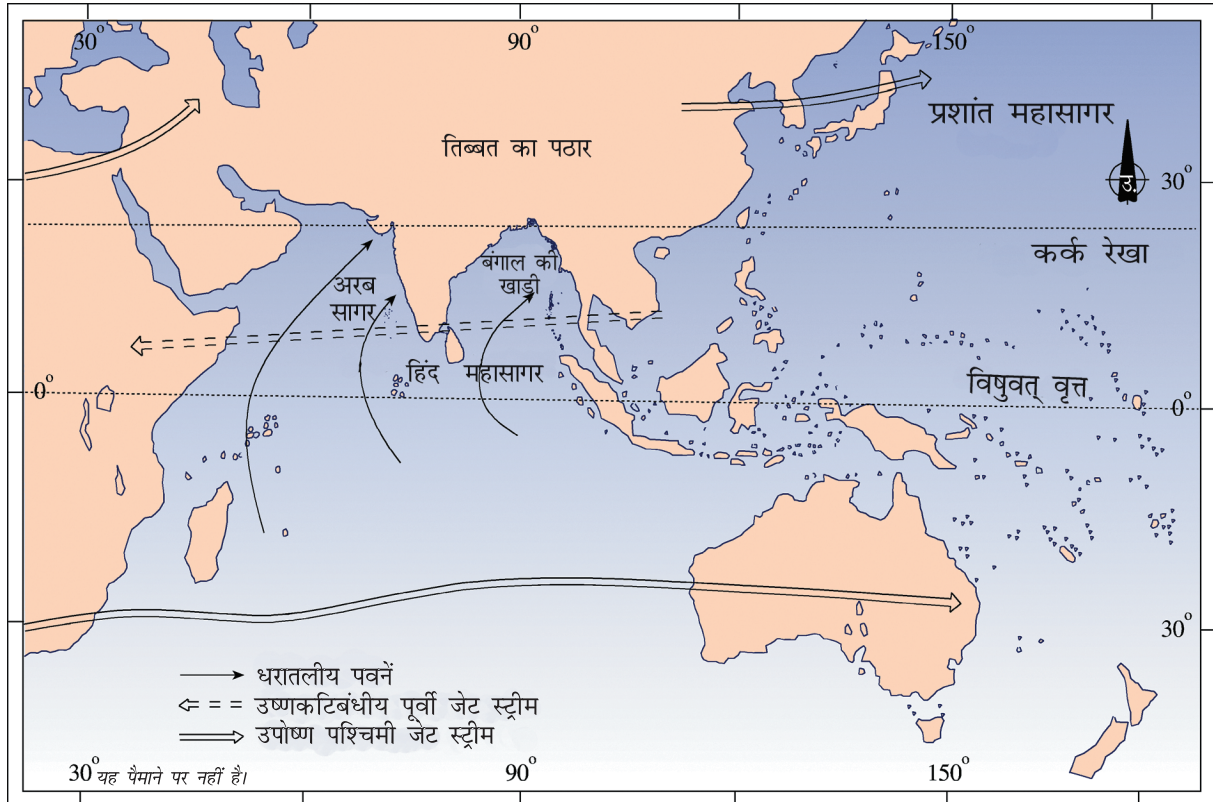 30° 90° 150°
प्रशांत महासागर
तिब्बत का पठार
उ.
30°
कर्क रेखा
बंगाल की
खाड़ी
अरब
सागर
हिंद महासागर
विषुवत् वृत्त
0° 0°
30°
धरातलीय पवनें
उष्णकटिबंधीय पूर्वी जेट स्ट्रीम
उपोष्ण पश्चिमी जेट स्ट्रीम
30° यह पैमाने पर नहीं है। 90° 150°